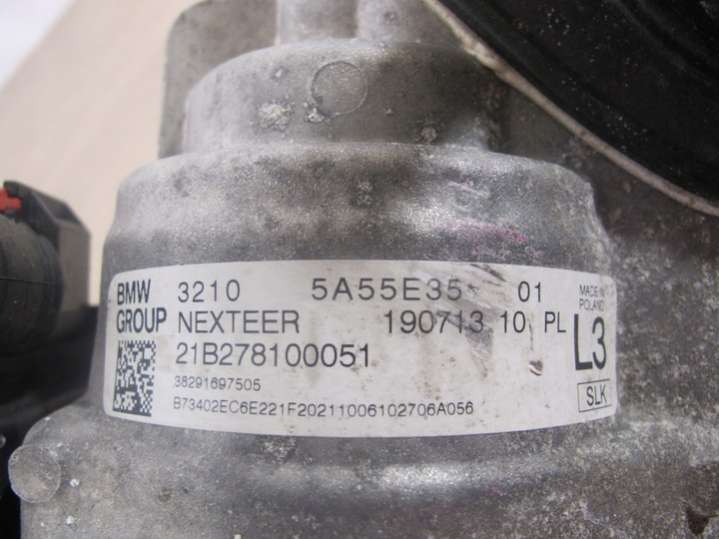 BMW 3210 5A55E35 01 MADE IN
GROUP NEXTEER 190713 10 PL POLAND
21B278100051 L3
38291697505 SLK
B73402EC6E221F20211006102706A056